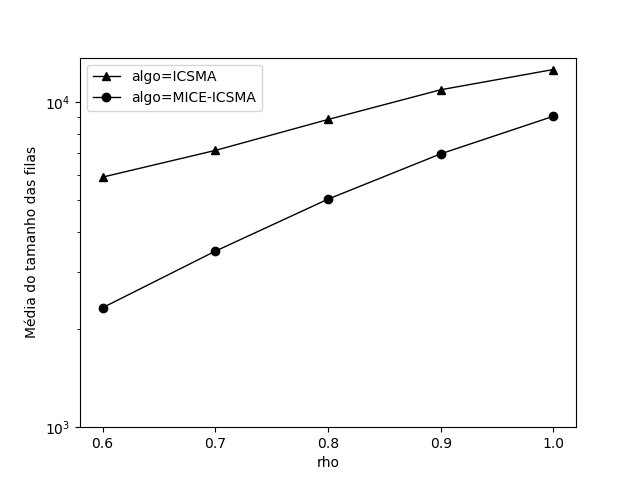 algo=ICSMA
algo=MICE-ICSMA
Média do tamanho das filas
10^4
10^3
0.6 0.7 0.8 0.9 1.0
rho